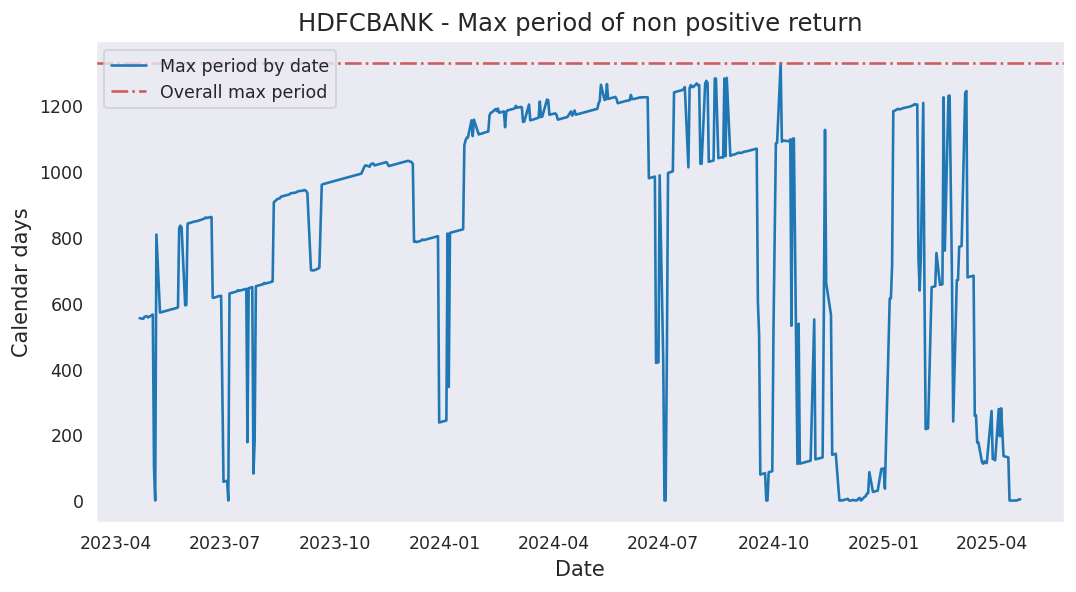 HDFCBANK - Max period of non positive return
Max period by date
Overall max period
Calendar days
1200
1000
800
600
400
200
0
2023-04 2023-07 2023-10 2024-01 2024-04 2024-07 2024-10 2025-01 2025-04
Date